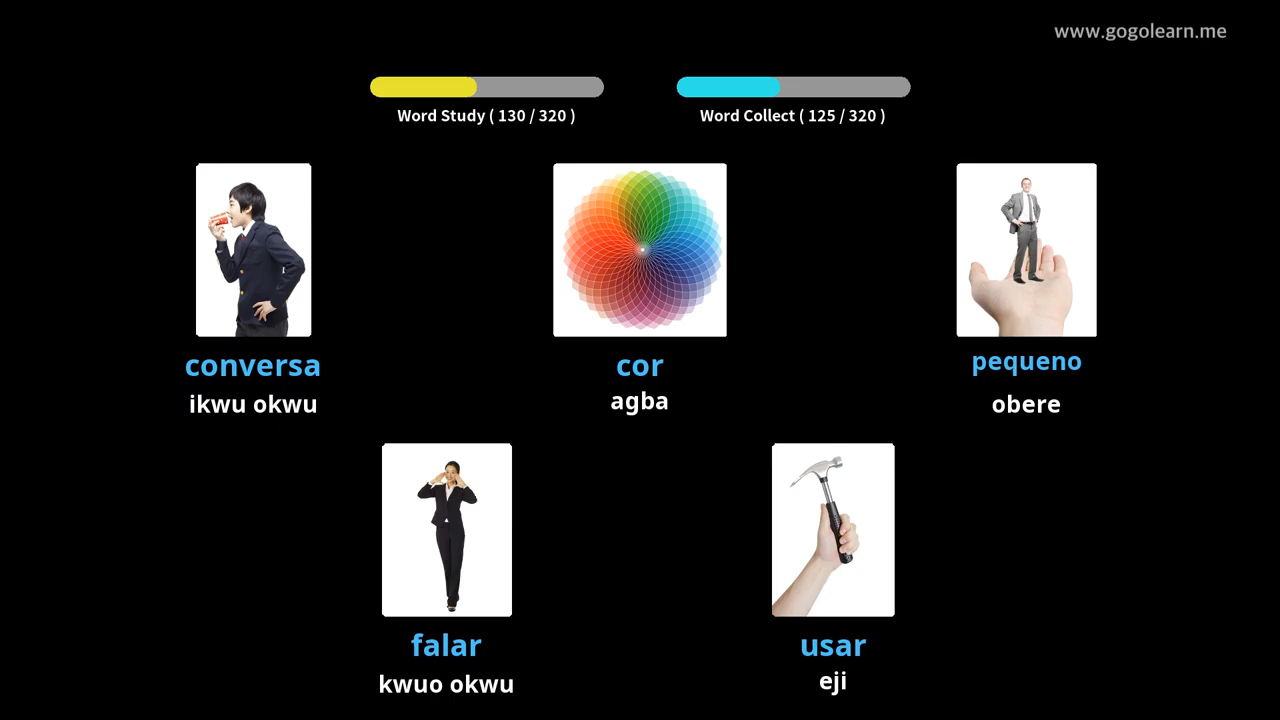 www.gogolearn.me
Word Study ( 130 / 320 )
Word Collect ( 125 / 320 )
conversa
ikwu okwu
cor
agba
pequeno
obere
falar
kwuo okwu
usar
eji